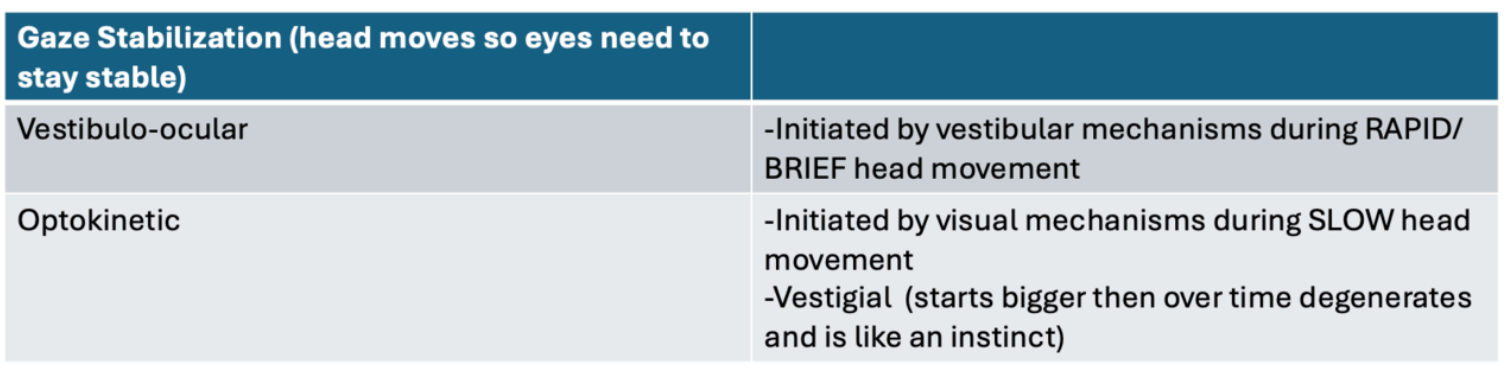 Gaze Stabilization (head moves so eyes need to
stay stable)
Vestibulo-ocular
-Initiated by vestibular mechanisms during RAPID/
BRIEF head movement
Optokinetic
-Initiated by visual mechanisms during SLOW head
movement
-Vestigial (starts bigger then over time degenerates
and is like an instinct)